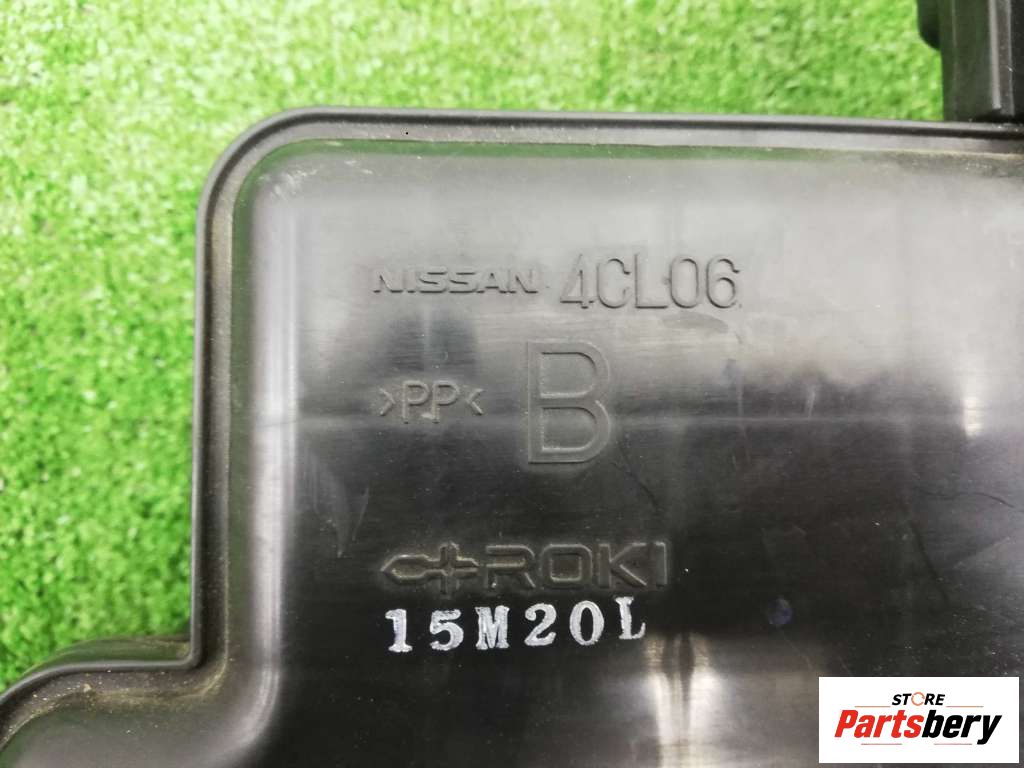 NISSAN 4CL06
>PP< B
ROKI
15M20L
STORE
Partsbery